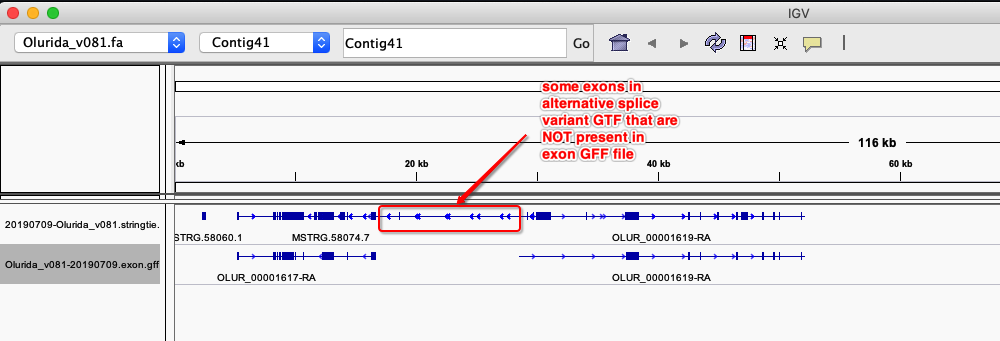 IGV
Olurida_v081.fa Contig41 Contig41 Go
some exons in
alternative splice
variant GTF that are
NOT present in
exon GFF file
116 kb
kb 20 kb 40 kb 60 kb
20190709-Olurida_v081.stringtie.
STRG.58060.1 MSTRG.58074.7 OLUR_00001619-RA
Olurida_v081-20190709.exon.gff
OLUR_00001617-RA OLUR_00001619-RA